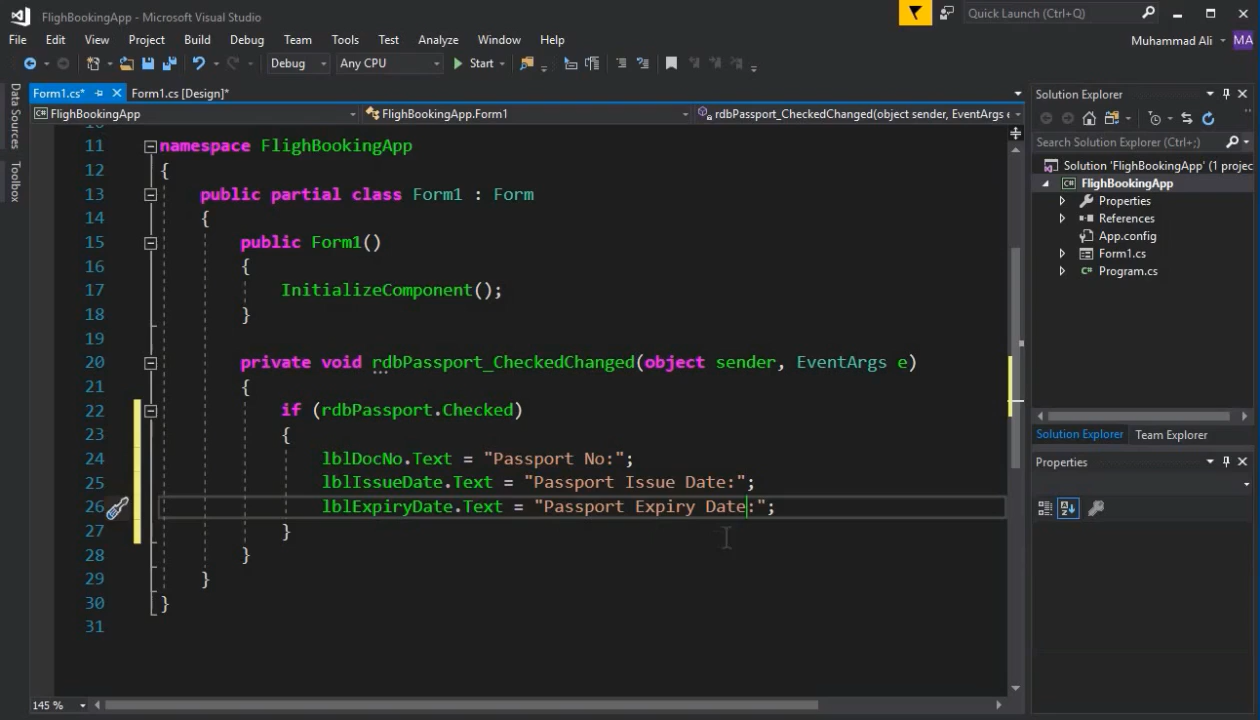 FlighBookingApp - Microsoft Visual Studio
Quick Launch (Ctrl+Q)
File Edit View Project Build Debug Team Tools Test Analyze Window Help
Muhammad Ali MA
Debug Any CPU Start
Data Sources
Toolbox
Form1.cs* Form1.cs [Design]*
FlighBookingApp FlighBookingApp.Form1 rdbPassport_CheckedChanged(object sender, EventArgs e
11 namespace FlighBookingApp
12 {
13 public partial class Form1 : Form
14 {
15 public Form1()
16 {
17 InitializeComponent();
18 }
19
20 private void rdbPassport_CheckedChanged(object sender, EventArgs e)
21 {
22 if (rdbPassport.Checked)
23 {
24 lblDocNo.Text = "Passport No:";
25 lblIssueDate.Text = "Passport Issue Date:";
26 lblExpiryDate.Text = "Passport Expiry Date:";
27 }
28 }
29 }
30 }
31
145 %
Solution Explorer
Search Solution Explorer (Ctrl+;)
Solution 'FlighBookingApp' (1 projec
FlighBookingApp
Properties
References
App.config
Form1.cs
Program.cs
Solution Explorer Team Explorer
Properties